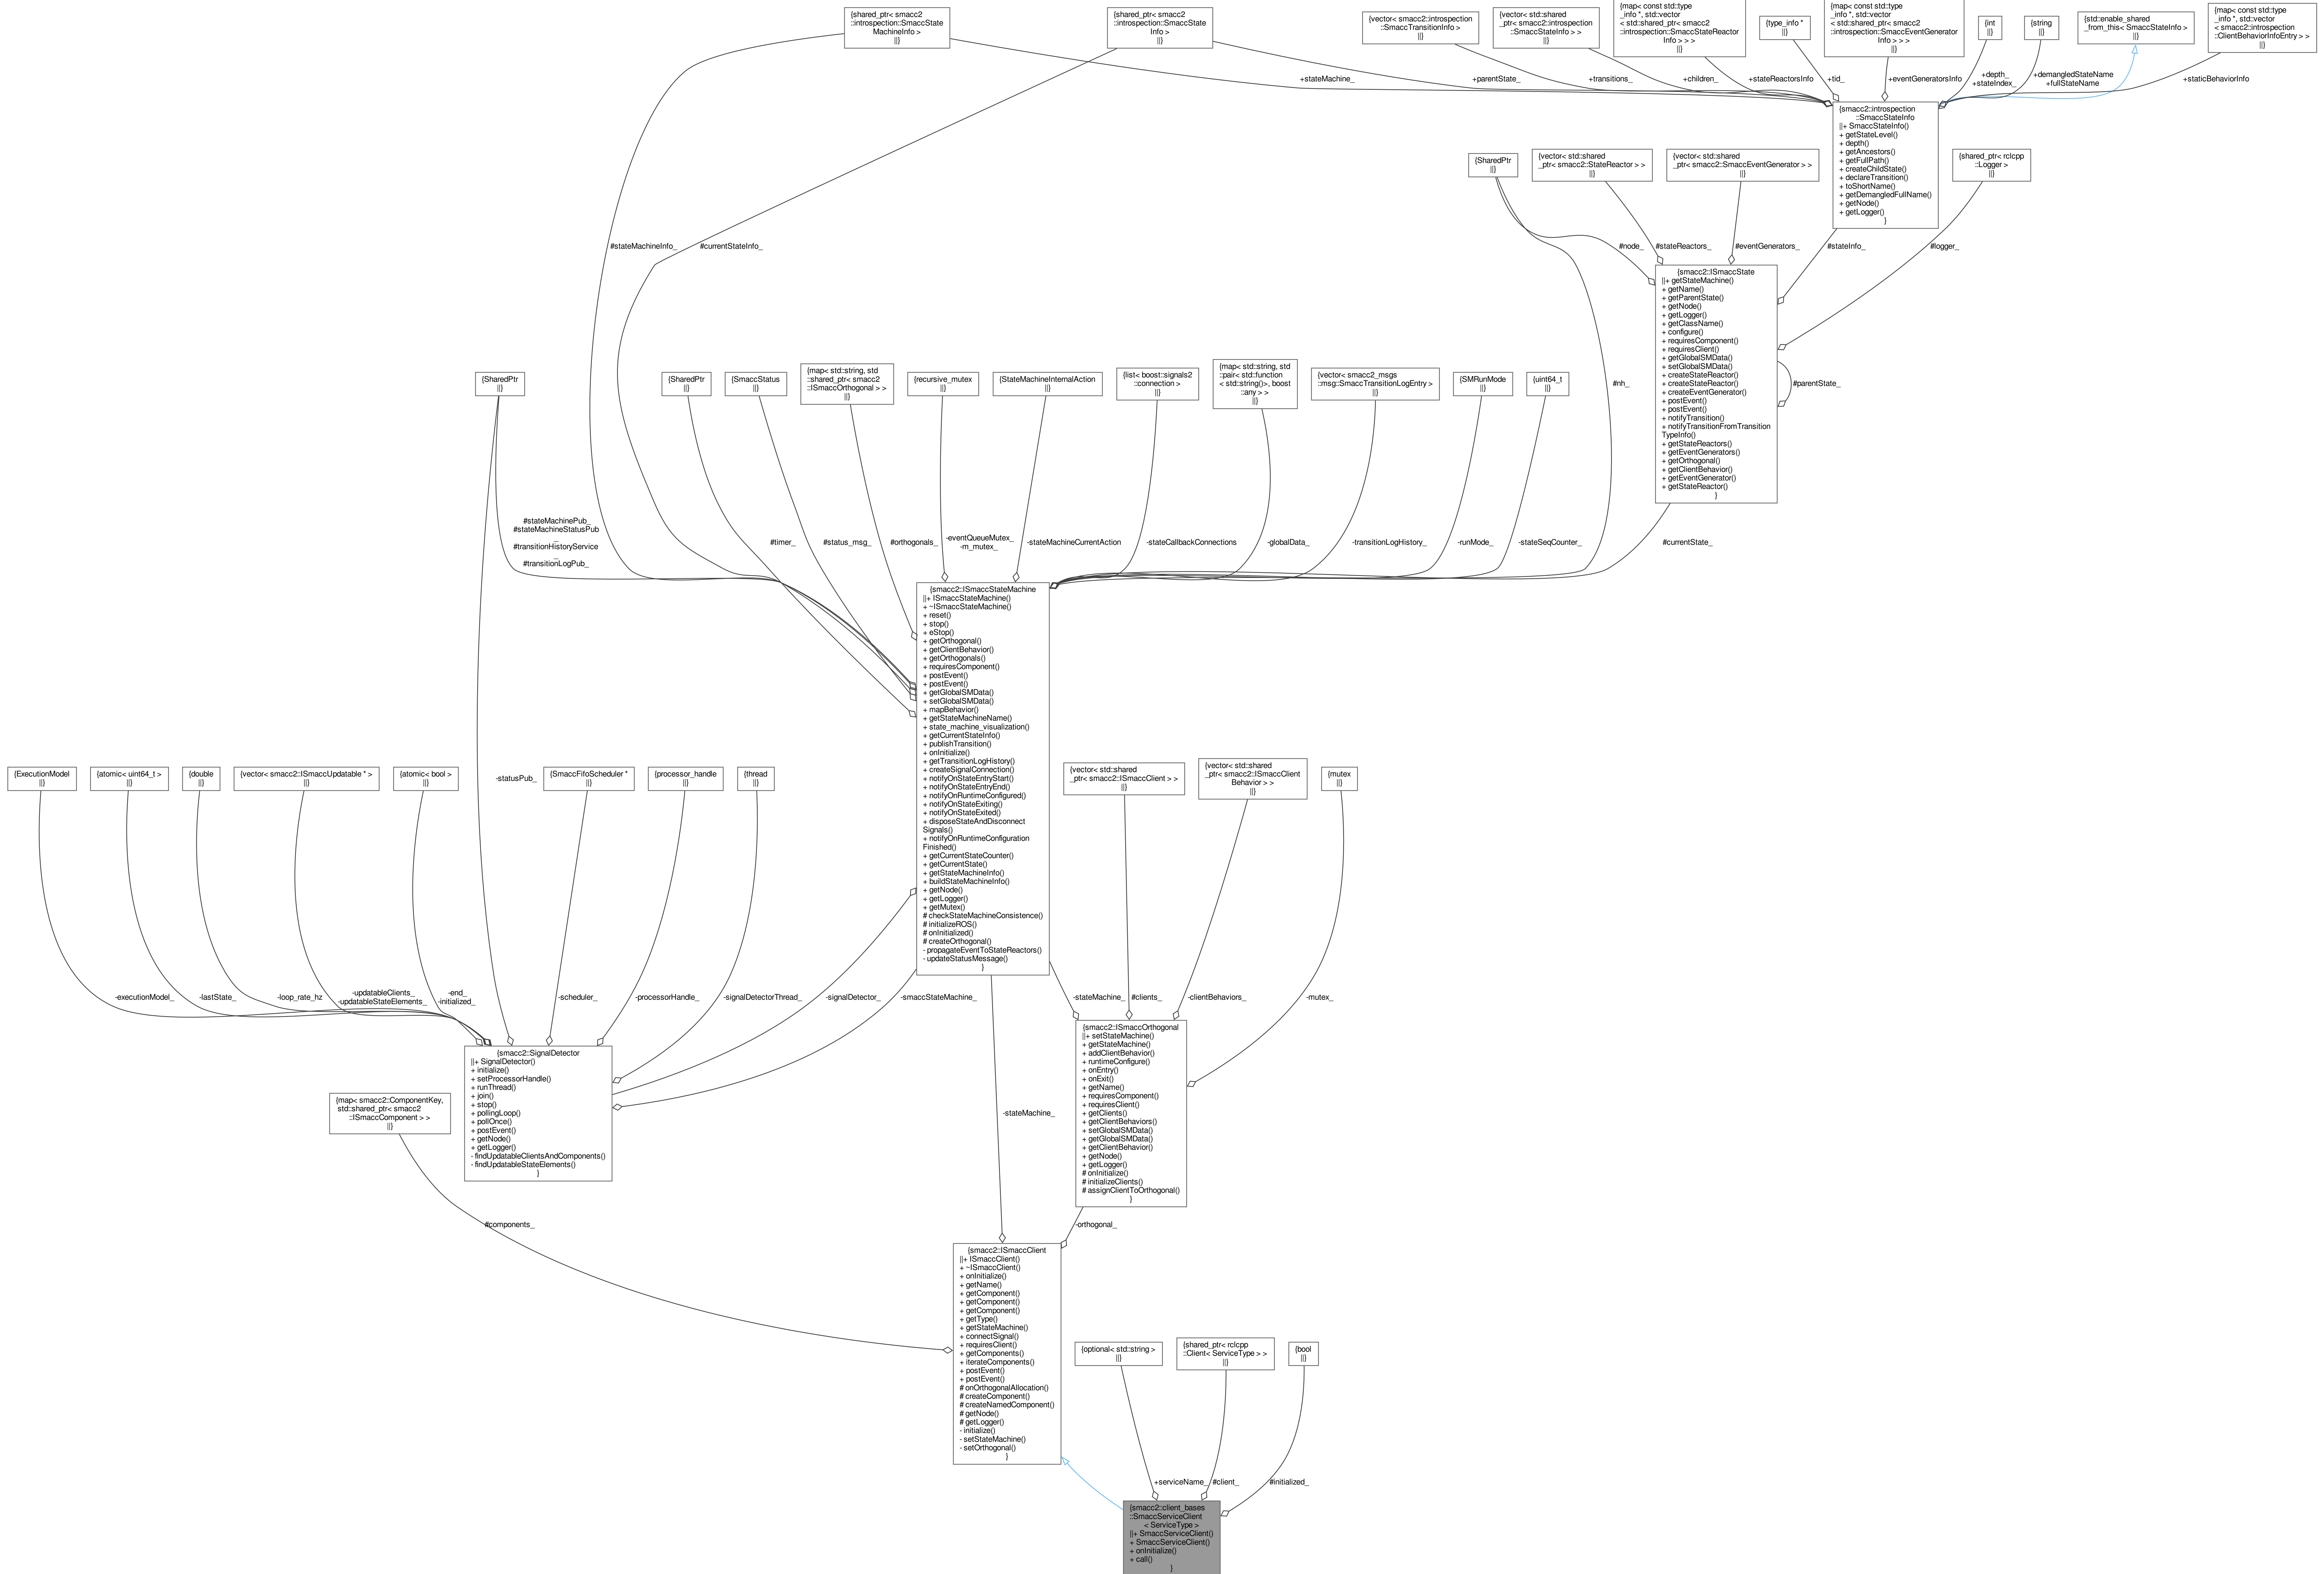 {shared_ptr< smacc2
::introspection::SmaccState
MachineInfo >
||}
{shared_ptr< smacc2
::introspection::SmaccState
Info >
||}
{vector< smacc2::introspection
::SmaccTransitionInfo >
||}
{vector< std::shared
_ptr< smacc2::introspection
::SmaccStateInfo > >
||}
{map< const std::type
_info *, std::vector
< std::shared_ptr< smacc2
::introspection::SmaccStateReactor
Info > > >
||}
{type_info *
||}
{map< const std::type
_info *, std::vector
< std::shared_ptr< smacc2
::introspection::SmaccEventGenerator
Info > > >
||}
{int
||}
{string
||}
{std::enable_shared
_from_this< SmaccStateInfo >
||}
{map< const std::type
_info *, std::vector
< smacc2::introspection
::ClientBehaviorInfoEntry > >
||}
+stateMachine_
+parentState_
+transitions_
+children_
+stateReactorsInfo
+tid_
+eventGeneratorsInfo
+depth_
+stateIndex_
+demangledStateName
+fullStateName
+staticBehaviorInfo
{smacc2::introspection
::SmaccStateInfo
||+ SmaccStateInfo()
+ getStateLevel()
+ depth()
+ getAncestors()
+ getFullPath()
+ createChildState()
+ declareTransition()
+ toShortName()
+ getDemangledFullName()
+ getNode()
+ getLogger()
}
{SharedPtr
||}
{vector< std::shared
_ptr< smacc2::StateReactor > >
||}
{vector< std::shared
_ptr< smacc2::SmaccEventGenerator > >
||}
{shared_ptr< rclcpp
::Logger >
||}
#stateMachineInfo_
#currentStateInfo_
#node_
#stateReactors_
#eventGenerators_
#stateInfo_
#logger_
{smacc2::ISmaccState
||+ getStateMachine()
+ getName()
+ getParentState()
+ getNode()
+ getLogger()
+ getClassName()
+ configure()
+ requiresComponent()
+ requiresClient()
+ getGlobalSMData()
+ setGlobalSMData()
+ createStateReactor()
+ createStateReactor()
+ createEventGenerator()
+ postEvent()
+ postEvent()
+ notifyTransition()
+ notifyTransitionFromTransition
TypeInfo()
+ getStateReactors()
+ getEventGenerators()
+ getOrthogonal()
+ getClientBehavior()
+ getEventGenerator()
+ getStateReactor()
}
#parentState_
{SharedPtr
||}
{SharedPtr
||}
{SmaccStatus
||}
{map< std::string, std
::shared_ptr< smacc2
::ISmaccOrthogonal > >
||}
{recursive_mutex
||}
{StateMachineInternalAction
||}
{list< boost::signals2
::connection >
||}
{map< std::string, std
::pair< std::function
< std::string()>, boost
::any > >
||}
{vector< smacc2_msgs
::msg::SmaccTransitionLogEntry >
||}
{SMRunMode
||}
{uint64_t
||}
#nh_
#stateMachinePub_
#stateMachineStatusPub
_
#transitionHistoryService
_
#transitionLogPub_
#timer_
#status_msg_
#orthogonals_
-eventQueueMutex_
-m_mutex_
-stateMachineCurrentAction
-stateCallbackConnections
-globalData_
-transitionLogHistory_
-runMode_
-stateSeqCounter_
#currentState_
{smacc2::ISmaccStateMachine
||+ ISmaccStateMachine()
+ ~ISmaccStateMachine()
+ reset()
+ stop()
+ eStop()
+ getOrthogonal()
+ getClientBehavior()
+ getOrthogonals()
+ requiresComponent()
+ postEvent()
+ postEvent()
+ getGlobalSMData()
+ setGlobalSMData()
+ mapBehavior()
+ getStateMachineName()
+ state_machine_visualization()
+ getCurrentStateInfo()
+ publishTransition()
+ onInitialize()
+ getTransitionLogHistory()
+ createSignalConnection()
+ notifyOnStateEntryStart()
+ notifyOnStateEntryEnd()
+ notifyOnRuntimeConfigured()
+ notifyOnStateExiting()
+ notifyOnStateExited()
+ disposeStateAndDisconnect
Signals()
+ notifyOnRuntimeConfiguration
Finished()
+ getCurrentStateCounter()
+ getCurrentState()
+ getStateMachineInfo()
+ buildStateMachineInfo()
+ getNode()
+ getLogger()
+ getMutex()
# checkStateMachineConsistence()
# initializeROS()
# onInitialized()
# createOrthogonal()
- propagateEventToStateReactors()
- updateStatusMessage()
}
{ExecutionModel
||}
{atomic< uint64_t >
||}
{double
||}
{vector< smacc2::ISmaccUpdatable * >
||}
{atomic< bool >
||}
-statusPub_
{SmaccFifoScheduler *
||}
{processor_handle
||}
{thread
||}
{vector< std::shared
_ptr< smacc2::ISmaccClient > >
||}
{vector< std::shared
_ptr< smacc2::ISmaccClient
Behavior > >
||}
{mutex
||}
-executionModel_
-lastState_
-loop_rate_hz
-updatableClients_
-updatableStateElements_
-end_
-initialized_
-scheduler_
-processorHandle_
-signalDetectorThread_
-signalDetector_
-smaccStateMachine_
-stateMachine_
#clients_
-clientBehaviors_
-mutex_
{smacc2::SignalDetector
||+ SignalDetector()
+ initialize()
+ setProcessorHandle()
+ runThread()
+ join()
+ stop()
+ pollingLoop()
+ pollOnce()
+ postEvent()
+ getNode()
+ getLogger()
- findUpdatableClientsAndComponents()
- findUpdatableStateElements()
}
{smacc2::ISmaccOrthogonal
||+ setStateMachine()
+ getStateMachine()
+ addClientBehavior()
+ runtimeConfigure()
+ onEntry()
+ onExit()
+ getName()
+ requiresComponent()
+ requiresClient()
+ getClients()
+ getClientBehaviors()
+ setGlobalSMData()
+ getGlobalSMData()
+ getClientBehavior()
+ getNode()
+ getLogger()
# onInitialize()
# initializeClients()
# assignClientToOrthogonal()
}
{map< smacc2::ComponentKey,
std::shared_ptr< smacc2
::ISmaccComponent > >
||}
-stateMachine_
#components_
-orthogonal_
{smacc2::ISmaccClient
||+ ISmaccClient()
+ ~ISmaccClient()
+ onInitialize()
+ getName()
+ getComponent()
+ getComponent()
+ getComponent()
+ getType()
+ getStateMachine()
+ connectSignal()
+ requiresClient()
+ getComponents()
+ iterateComponents()
+ postEvent()
+ postEvent()
# onOrthogonalAllocation()
# createComponent()
# createNamedComponent()
# getNode()
# getLogger()
- initialize()
- setStateMachine()
- setOrthogonal()
}
{optional< std::string >
||}
{shared_ptr< rclcpp
::Client< ServiceType > >
||}
{bool
||}
+serviceName_
#client_
#initialized_
{smacc2::client_bases
::SmaccServiceClient
< ServiceType >
||+ SmaccServiceClient()
+ SmaccServiceClient()
+ onInitialize()
+ call()
}